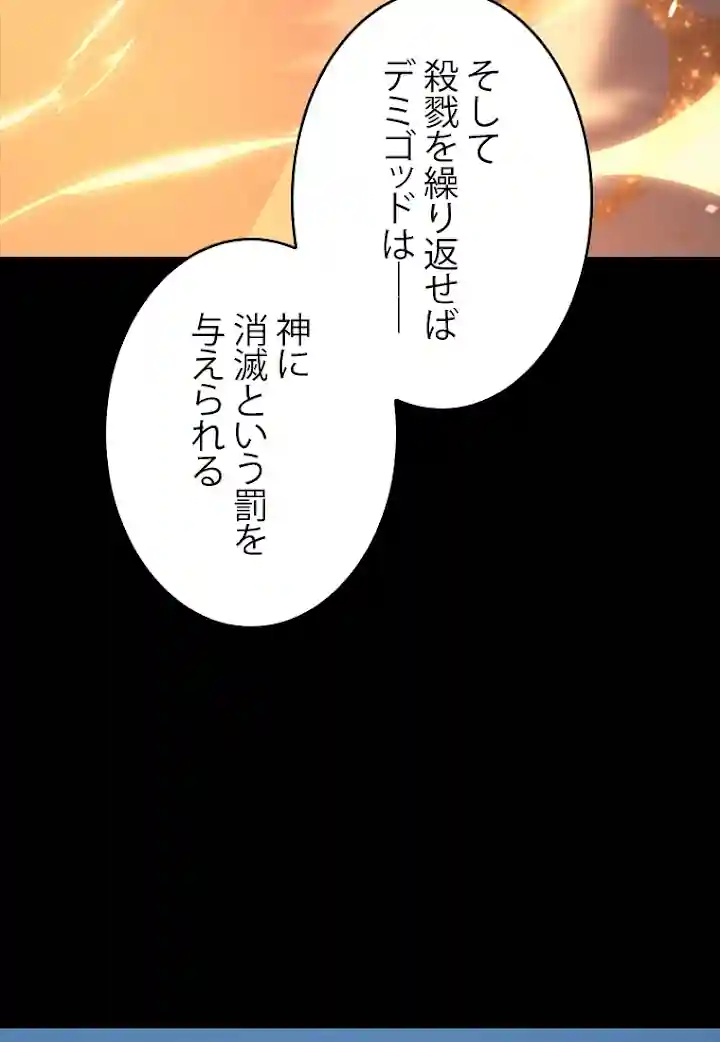 そして
殺戮を繰り返せば
デミゴッドは――
神に
消滅という罰を
与えられる